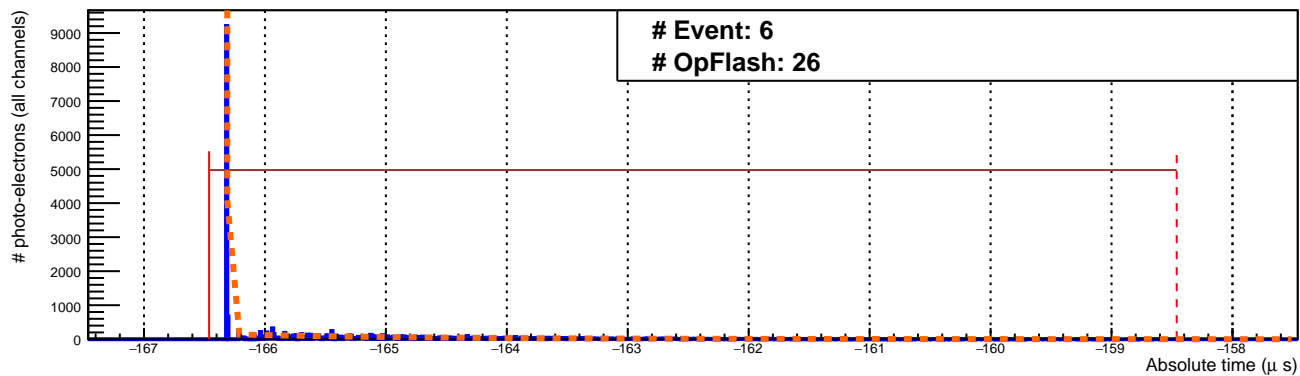 # Event: 6
# OpFlash: 26
# photo-electrons (all channels)
9000
8000
7000
6000
5000
4000
3000
2000
1000
0
−167 −166 −165 −164 −163 −162 −161 −160 −159 −158
Absolute time (μ s)